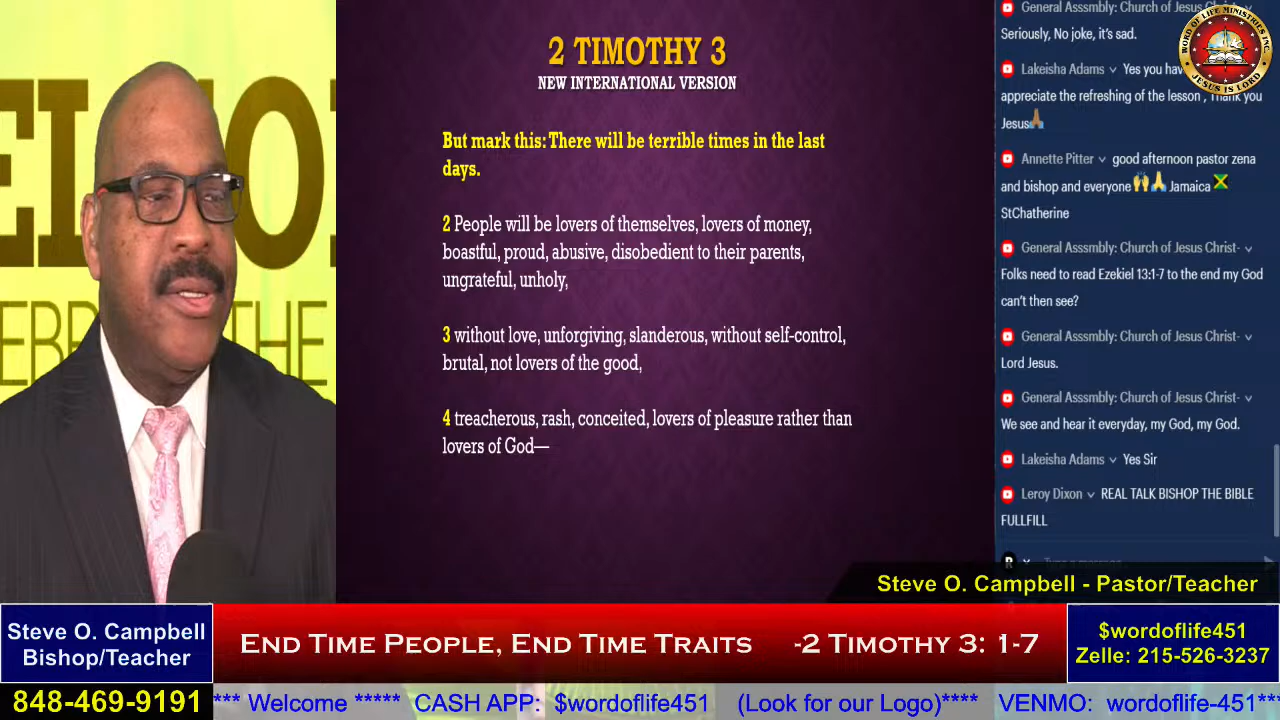 2 TIMOTHY 3
NEW INTERNATIONAL VERSION
But mark this: There will be terrible times in the last
days.
2 People will be lovers of themselves, lovers of money,
boastful, proud, abusive, disobedient to their parents,
ungrateful, unholy,
3 without love, unforgiving, slanderous, without self-control,
brutal, not lovers of the good,
4 treacherous, rash, conceited, lovers of pleasure rather than
lovers of God—
General Asssmbly: Church of Jesus Christ-
Seriously, No joke, it's sad.
WORD OF LIFE MINISTRIES INC.
JESUS IS LORD
Lakeisha Adams Yes you
appreciate the refreshing of the lesson , Thank you
Jesus🙏🏽
Annette Pitter good afternoon pastor zena
and bishop and everyone 🙌🙏 Jamaica 🇯🇲
StChatherine
General Asssmbly: Church of Jesus Christ-
Folks need to read Ezekiel 13:1-7 to the end my God
can't then see?
General Asssmbly: Church of Jesus Christ-
Lord Jesus.
General Asssmbly: Church of Jesus Christ-
We see and hear it everyday, my God, my God.
Lakeisha Adams Yes Sir
Leroy Dixon REAL TALK BISHOP THE BIBLE
FULLFILL
Steve O. Campbell - Pastor/Teacher
Steve O. Campbell
Bishop/Teacher
END TIME PEOPLE, END TIME TRAITS -2 TIMOTHY 3: 1-7
$wordoflife451
Zelle: 215-526-3237
848-469-9191
*** Welcome ***** CASH APP: $wordoflife451 (Look for our Logo)**** VENMO: wordoflife-451***